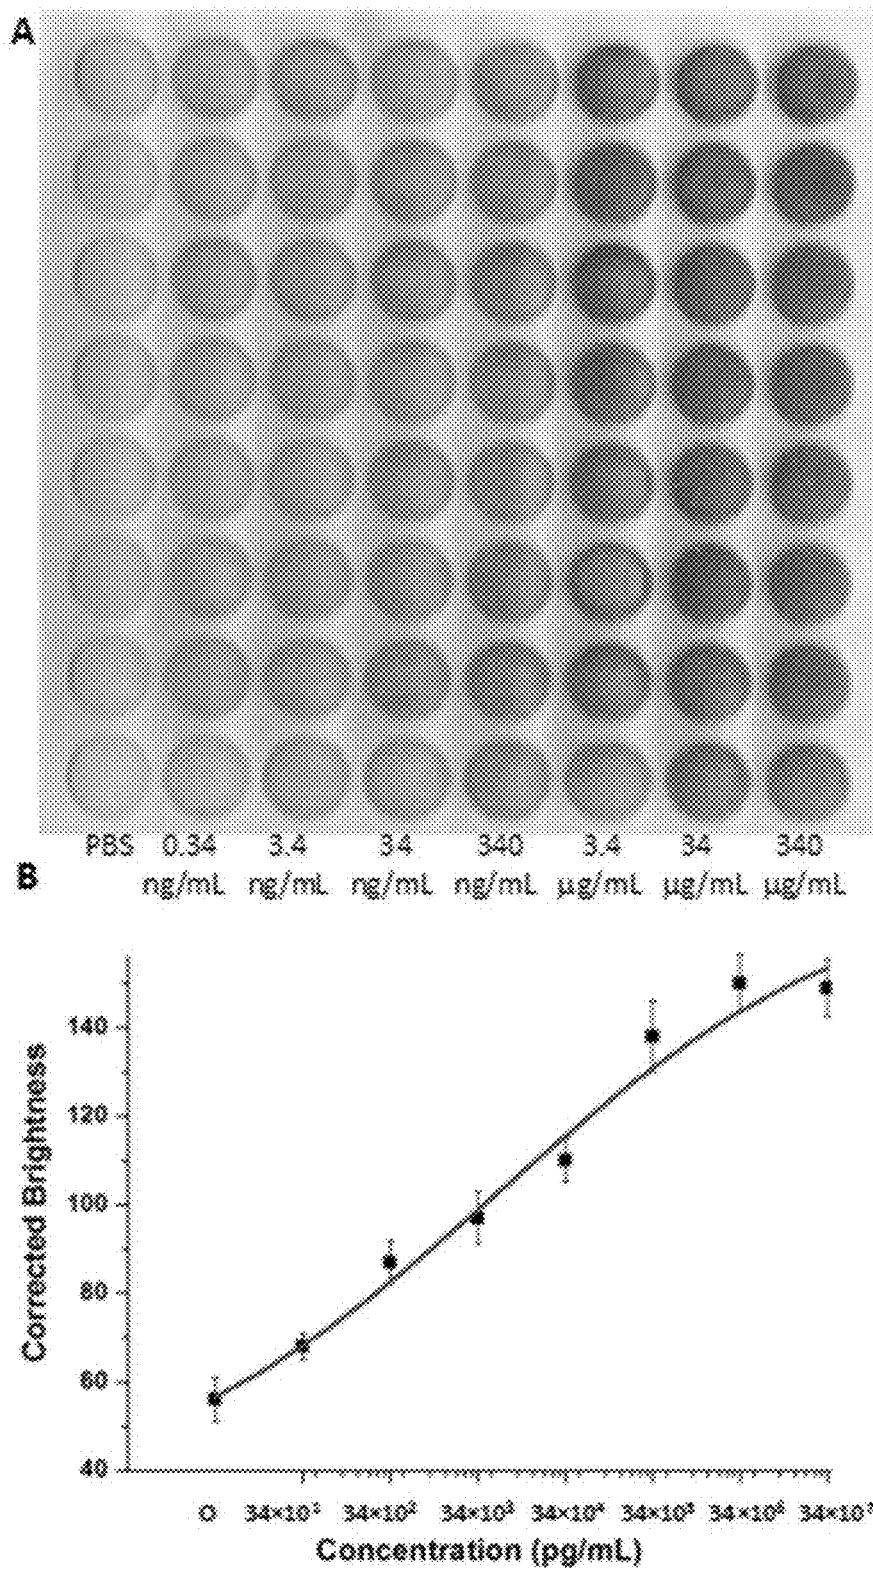 A
PBS 0.34 3.4 34 340 3.4 34 340
ng/mL ng/mL ng/mL ng/mL µg/mL µg/mL µg/mL
B
140
120
100
80
60
40
Corrected Brightness
0 34×10¹ 34×10² 34×10³ 34×10⁴ 34×10⁵ 34×10⁶ 34×10⁷
Concentration (pg/mL)